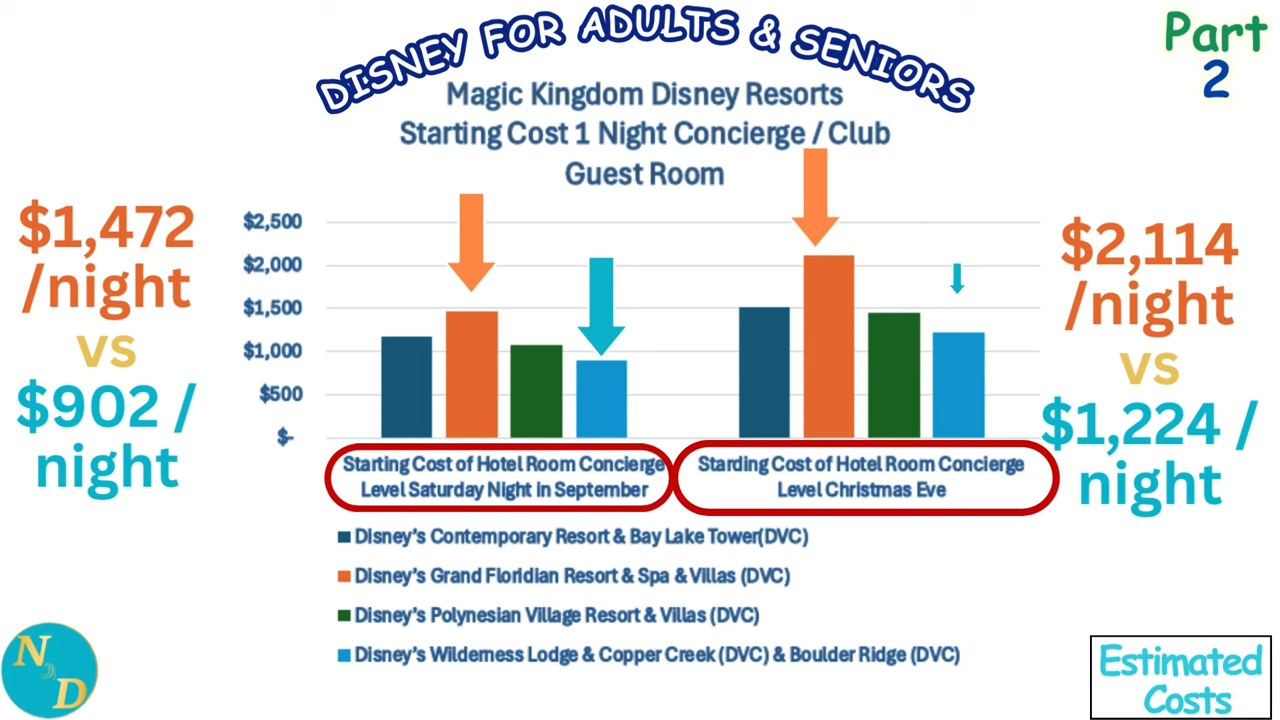 DISNEY FOR ADULTS & SENIORS
Part
2
Magic Kingdom Disney Resorts
Starting Cost 1 Night Concierge / Club
Guest Room
$1,472
/night
vs
$902 /
night
$2,500
$2,000
$1,500
$1,000
$500
$-
$2,114
/night
vs
$1,224 /
night
Starting Cost of Hotel Room Concierge
Level Saturday Night in September
Starding Cost of Hotel Room Concierge
Level Christmas Eve
Disney's Contemporary Resort & Bay Lake Tower(DVC)
Disney's Grand Floridian Resort & Spa & Villas (DVC)
Disney's Polynesian Village Resort & Villas (DVC)
Disney's Wilderness Lodge & Copper Creek (DVC) & Boulder Ridge (DVC)
N
D
Estimated
Costs